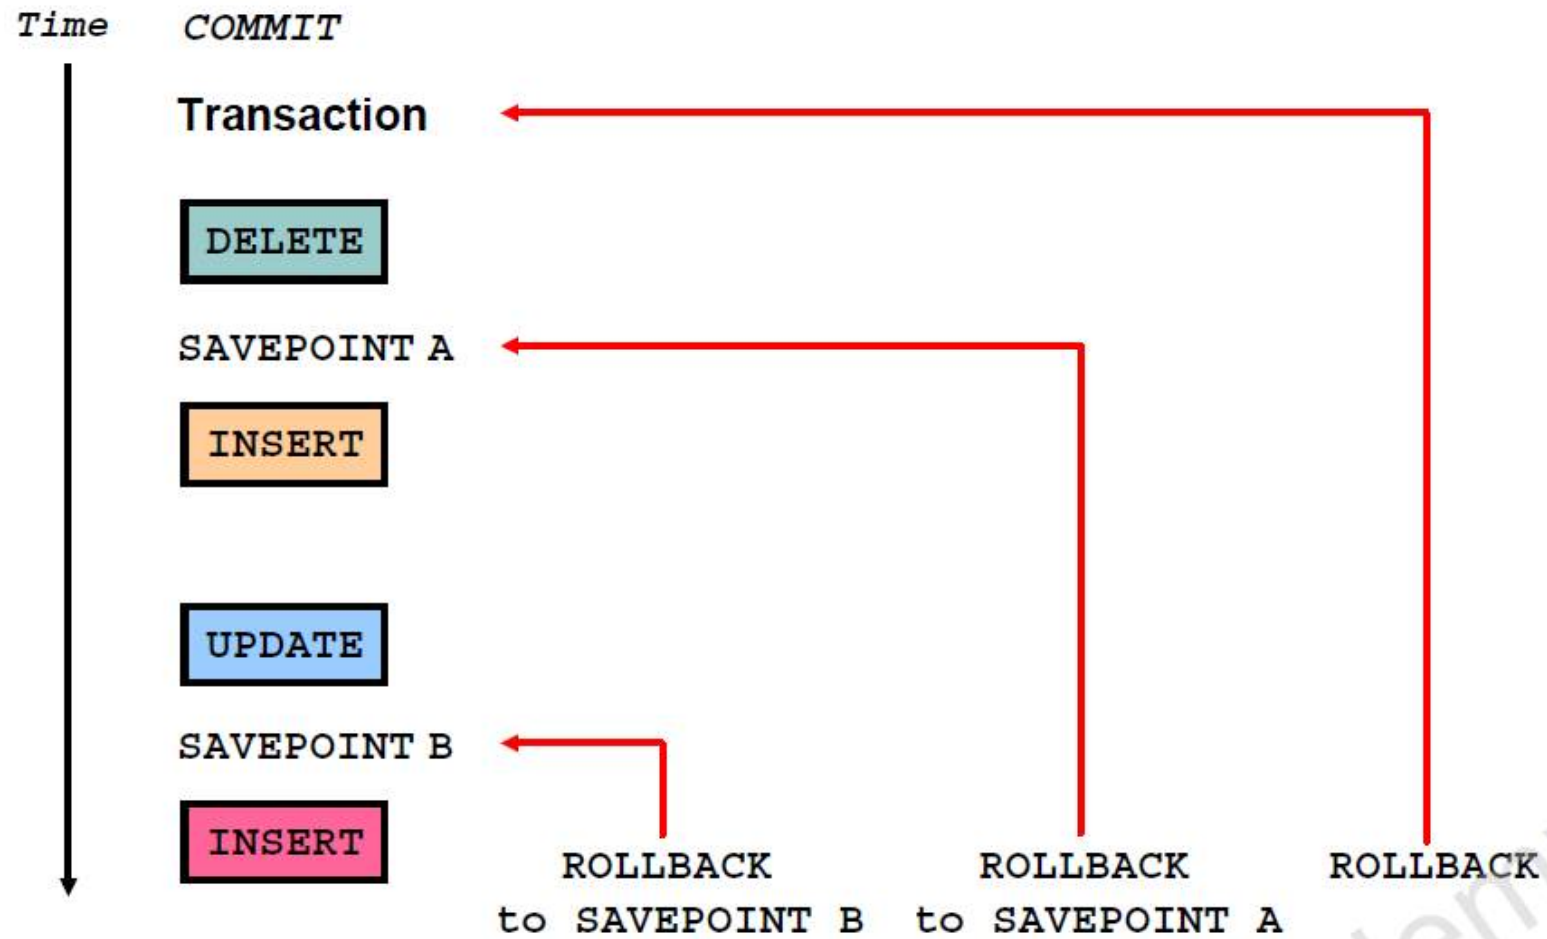 Time COMMIT
Transaction
DELETE
SAVEPOINT A
INSERT
UPDATE
SAVEPOINT B
INSERT
ROLLBACK
to SAVEPOINT B
ROLLBACK
to SAVEPOINT A
ROLLBACK